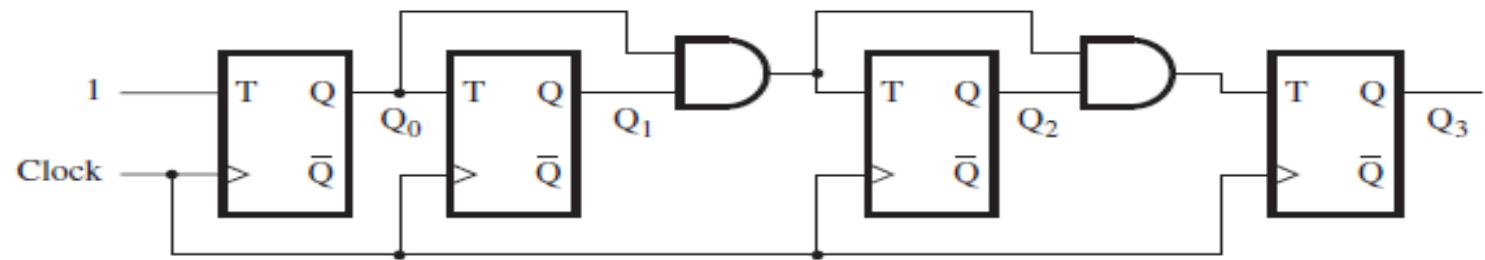 1 T Q Q₀ T Q Q₁ T Q Q₂ T Q Q₃
Clock Q̅ Q̅ Q̅ Q̅